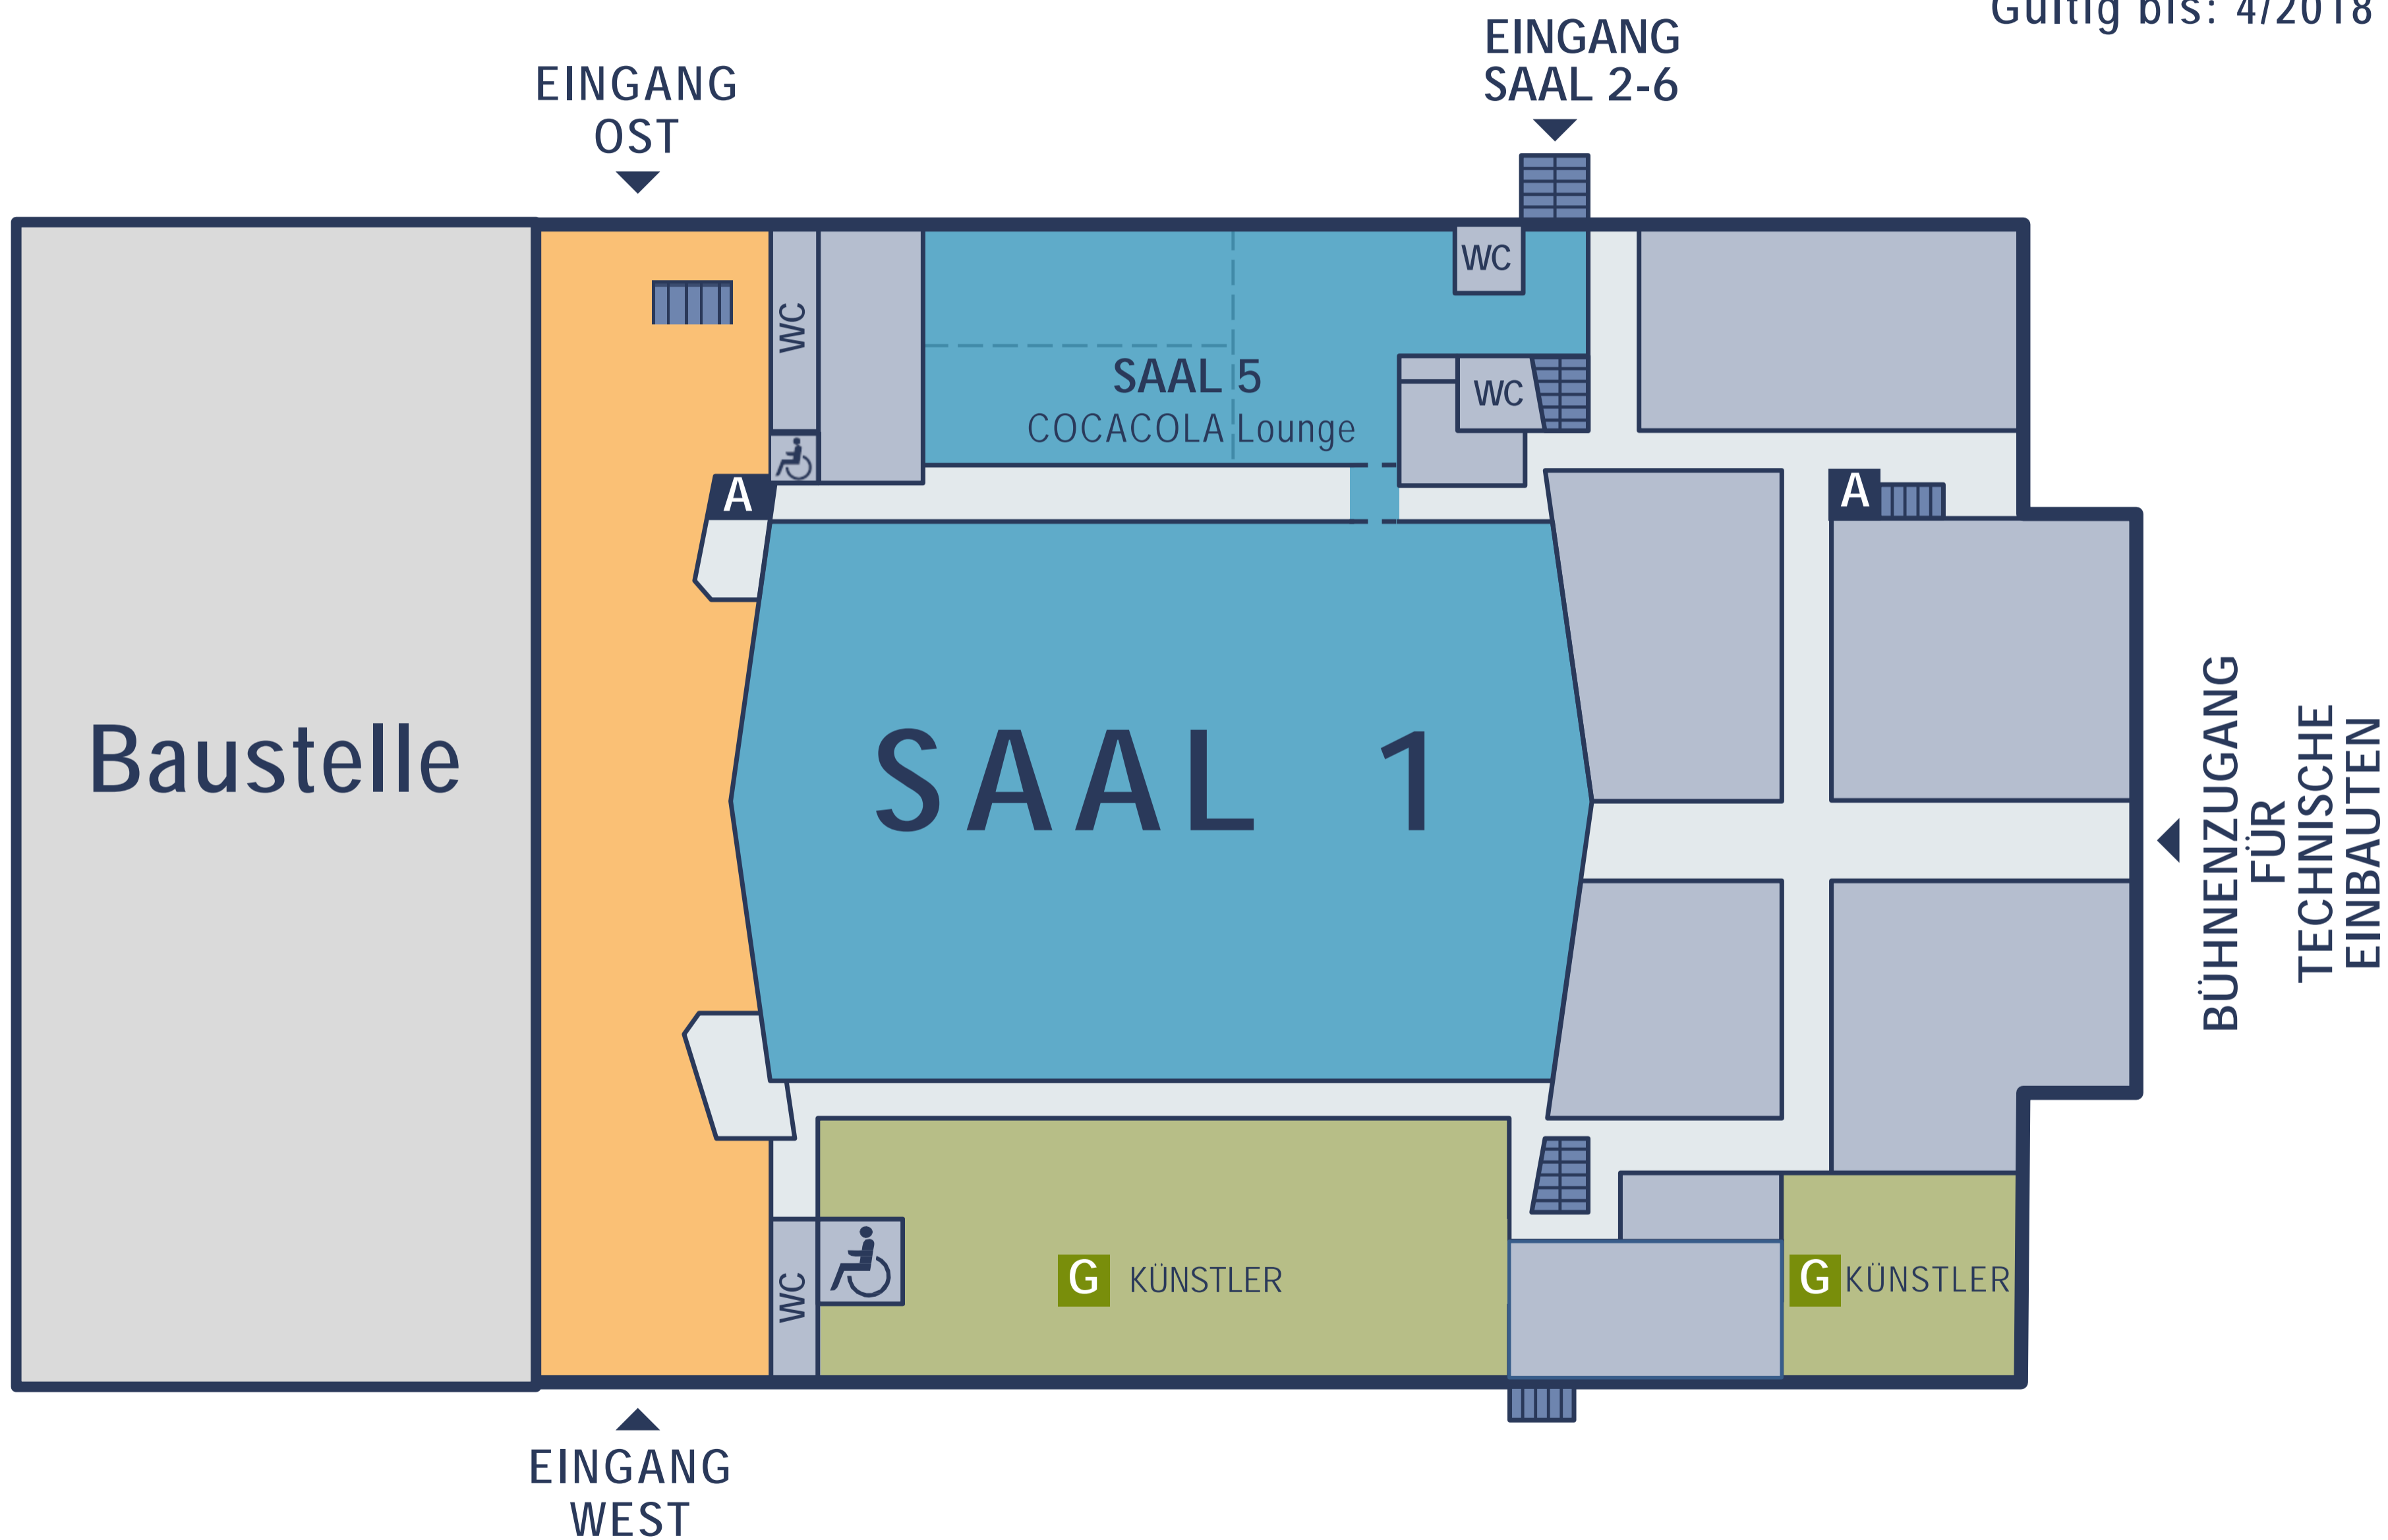 Gültig bis: 4/2018
EINGANG
SAAL 2-6
EINGANG
OST
WC
WC
SAAL 5
COCACOLA Lounge
WC
A
A
Baustelle
SAAL 1
BÜHNENZUGANG
FÜR
TECHNISCHE
EINBAUTEN
WC
G KÜNSTLER
G KÜNSTLER
EINGANG
WEST